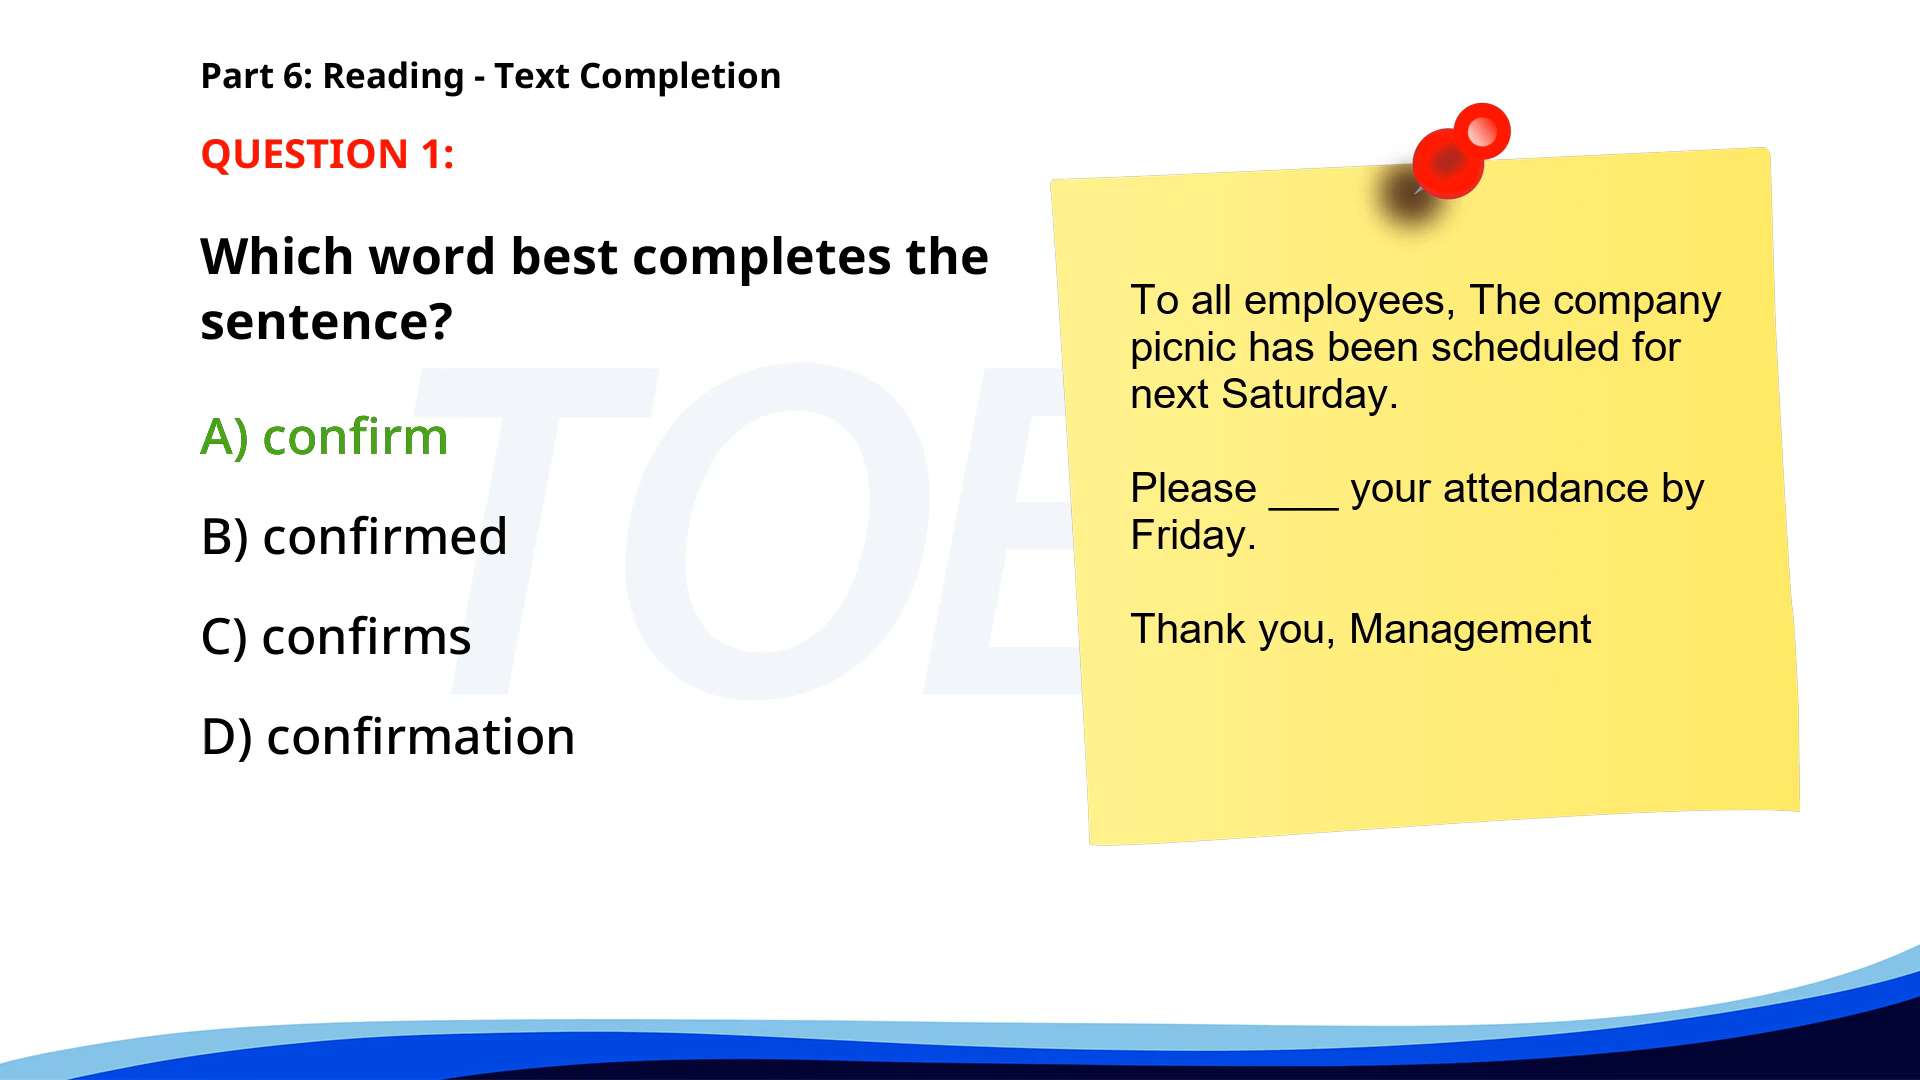 Part 6: Reading - Text Completion
QUESTION 1:
Which word best completes the
sentence?
A) confirm
B) confirmed
C) confirms
D) confirmation
To all employees, The company
picnic has been scheduled for
next Saturday.
Please ___ your attendance by
Friday.
Thank you, Management
TOE